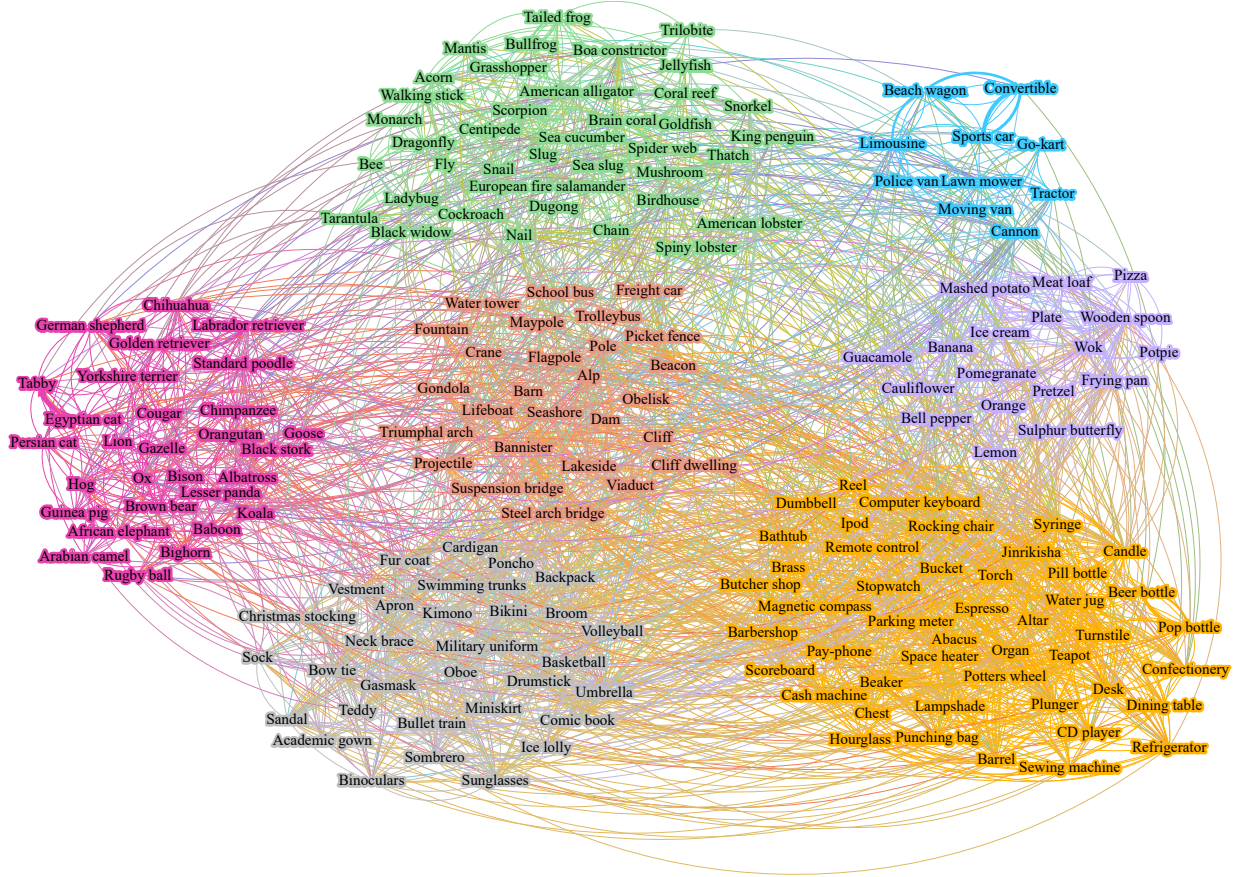 Tailed frog
Trilobite
Mantis
Bullfrog
Boa constrictor
Grasshopper
Jellyfish
Acorn
Walking stick
American alligator
Coral reef
Snorkel
Monarch
Scorpion
Brain coral
Goldfish
Centipede
Sea cucumber
King penguin
Dragonfly
Spider web
Thatch
Bee
Fly
Slug
Snail
Sea slug
Mushroom
European fire salamander
Ladybug
Dugong
Birdhouse
Tarantula
Cockroach
Black widow
Nail
Chain
American lobster
Spiny lobster
Beach wagon
Convertible
Limousine
Sports car
Go-kart
Police van
Lawn mower
Tractor
Moving van
Cannon
Mashed potato
Meat loaf
Pizza
Plate
Wooden spoon
Ice cream
Guacamole
Banana
Wok
Potpie
Pomegranate
Cauliflower
Pretzel
Frying pan
Orange
Bell pepper
Sulphur butterfly
Lemon
School bus
Freight car
Water tower
Trolleybus
Fountain
Maypole
Picket fence
Crane
Flagpole
Pole
Beacon
Alp
Gondola
Barn
Obelisk
Lifeboat
Seashore
Dam
Triumphal arch
Cliff
Bannister
Projectile
Lakeside
Cliff dwelling
Suspension bridge
Viaduct
Steel arch bridge
Chihuahua
German shepherd
Labrador retriever
Golden retriever
Standard poodle
Yorkshire terrier
Tabby
Egyptian cat
Cougar
Chimpanzee
Persian cat
Lion
Orangutan
Goose
Gazelle
Black stork
Hog
Ox
Bison
Albatross
Lesser panda
Guinea pig
Brown bear
Koala
African elephant
Baboon
Arabian camel
Bighorn
Rugby ball
Cardigan
Fur coat
Poncho
Vestment
Swimming trunks
Backpack
Christmas stocking
Apron
Kimono
Bikini
Broom
Neck brace
Military uniform
Volleyball
Sock
Bow tie
Oboe
Basketball
Gasmask
Drumstick
Umbrella
Sandal
Teddy
Miniskirt
Bullet train
Comic book
Academic gown
Sombrero
Ice lolly
Binoculars
Sunglasses
Reel
Dumbbell
Computer keyboard
Bathtub
Ipod
Rocking chair
Syringe
Remote control
Jinrikisha
Candle
Brass
Bucket
Torch
Pill bottle
Butcher shop
Stopwatch
Beer bottle
Magnetic compass
Espresso
Water jug
Barbershop
Parking meter
Altar
Pop bottle
Abacus
Turnstile
Pay-phone
Space heater
Organ
Teapot
Scoreboard
Confectionery
Beaker
Potters wheel
Cash machine
Desk
Chest
Lampshade
Plunger
Dining table
Hourglass
Punching bag
CD player
Refrigerator
Barrel
Sewing machine